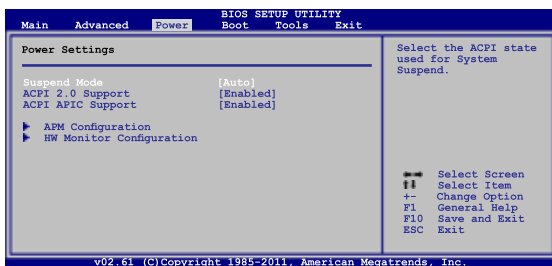 BIOS SETUP UTILITY
Main Advanced Power Boot Tools Exit
Power Settings
Suspend Mode [Auto]
ACPI 2.0 Support [Enabled]
ACPI APIC Support [Enabled]
APM Configuration
HW Monitor Configuration
Select the ACPI state
used for System
Suspend.
Select Screen
Select Item
+- Change Option
F1 General Help
F10 Save and Exit
ESC Exit
v02.61 (C)Copyright 1985-2011, American Megatrends, Inc.